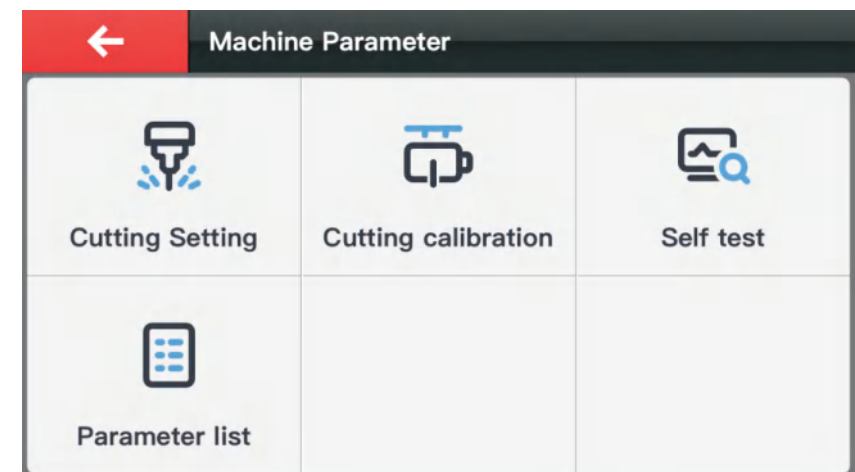 Machine Parameter
Cutting Setting
Cutting calibration
Self test
Parameter list